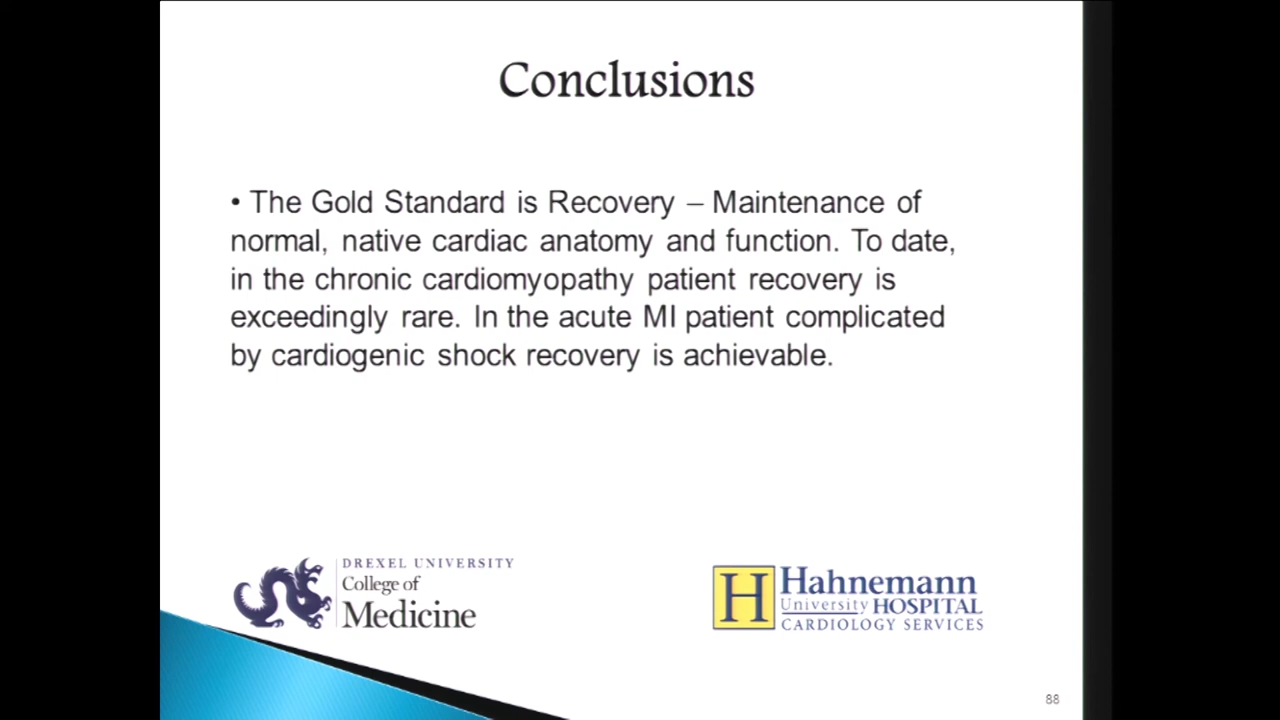 Conclusions
• The Gold Standard is Recovery – Maintenance of
normal, native cardiac anatomy and function. To date,
in the chronic cardiomyopathy patient recovery is
exceedingly rare. In the acute MI patient complicated
by cardiogenic shock recovery is achievable.
DREXEL UNIVERSITY
College of
Medicine
H
Hahnemann
University HOSPITAL
CARDIOLOGY SERVICES
88